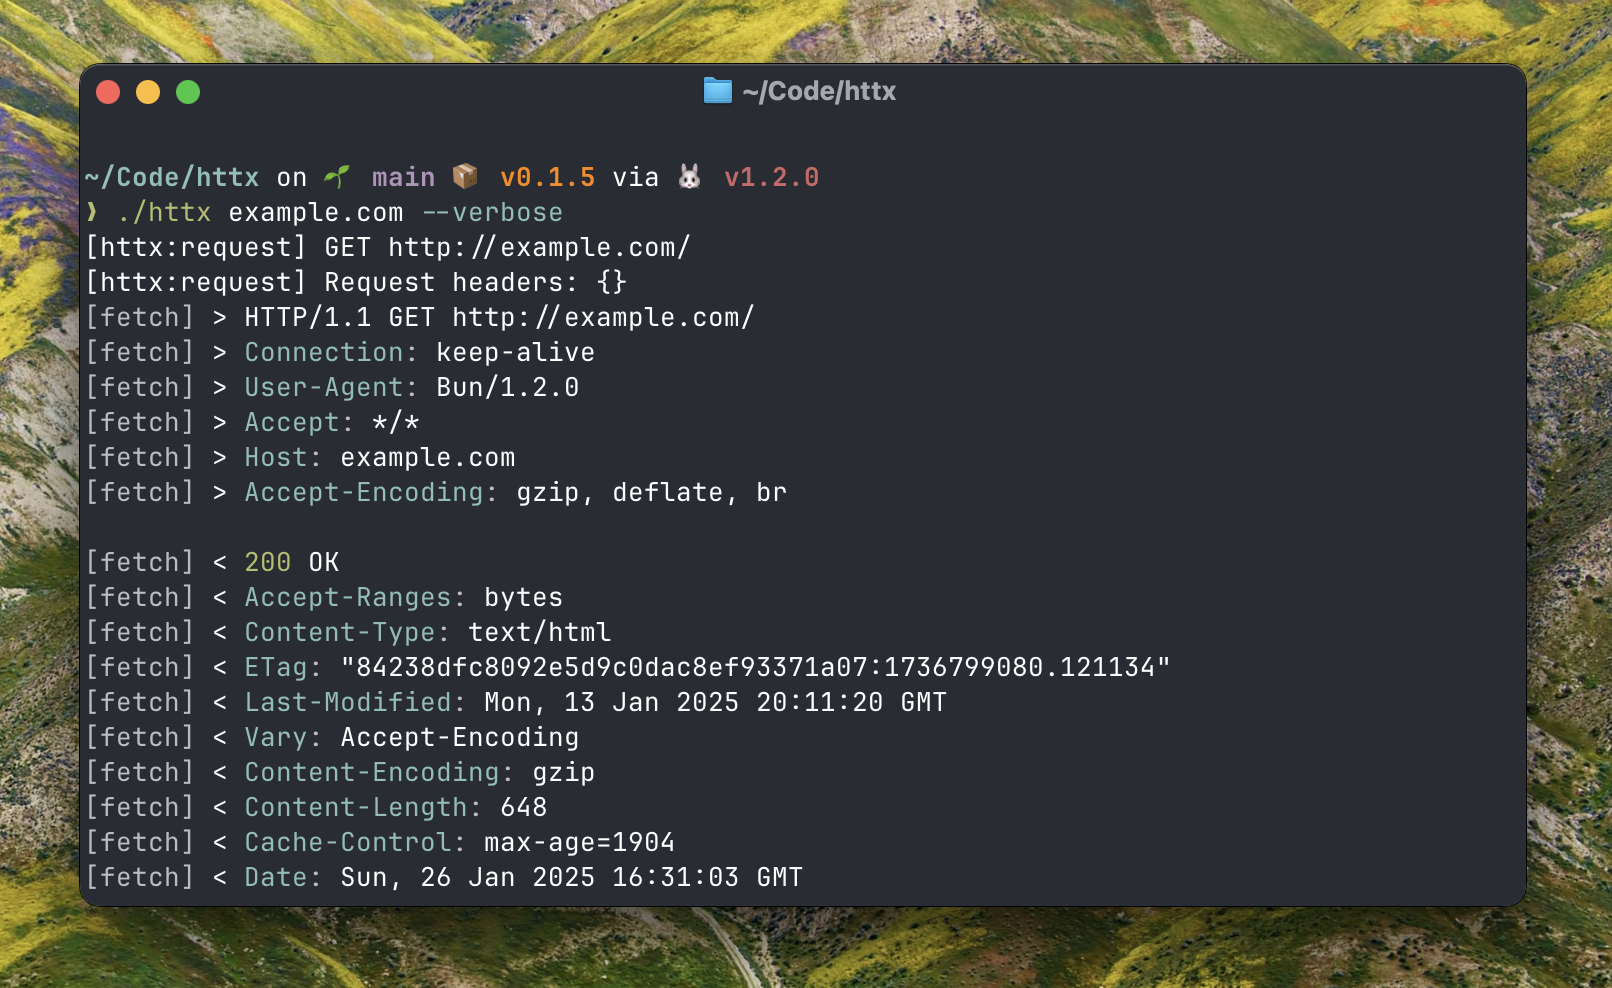 ~/Code/httx
~/Code/httx on 🌱 main 📦 v0.1.5 via 🐰 v1.2.0
❯ ./httx example.com --verbose
[httx:request] GET http://example.com/
[httx:request] Request headers: {}
[fetch] > HTTP/1.1 GET http://example.com/
[fetch] > Connection: keep-alive
[fetch] > User-Agent: Bun/1.2.0
[fetch] > Accept: */*
[fetch] > Host: example.com
[fetch] > Accept-Encoding: gzip, deflate, br
[fetch] < 200 OK
[fetch] < Accept-Ranges: bytes
[fetch] < Content-Type: text/html
[fetch] < ETag: "84238dfc8092e5d9c0dac8ef93371a07:1736799080.121134"
[fetch] < Last-Modified: Mon, 13 Jan 2025 20:11:20 GMT
[fetch] < Vary: Accept-Encoding
[fetch] < Content-Encoding: gzip
[fetch] < Content-Length: 648
[fetch] < Cache-Control: max-age=1904
[fetch] < Date: Sun, 26 Jan 2025 16:31:03 GMT